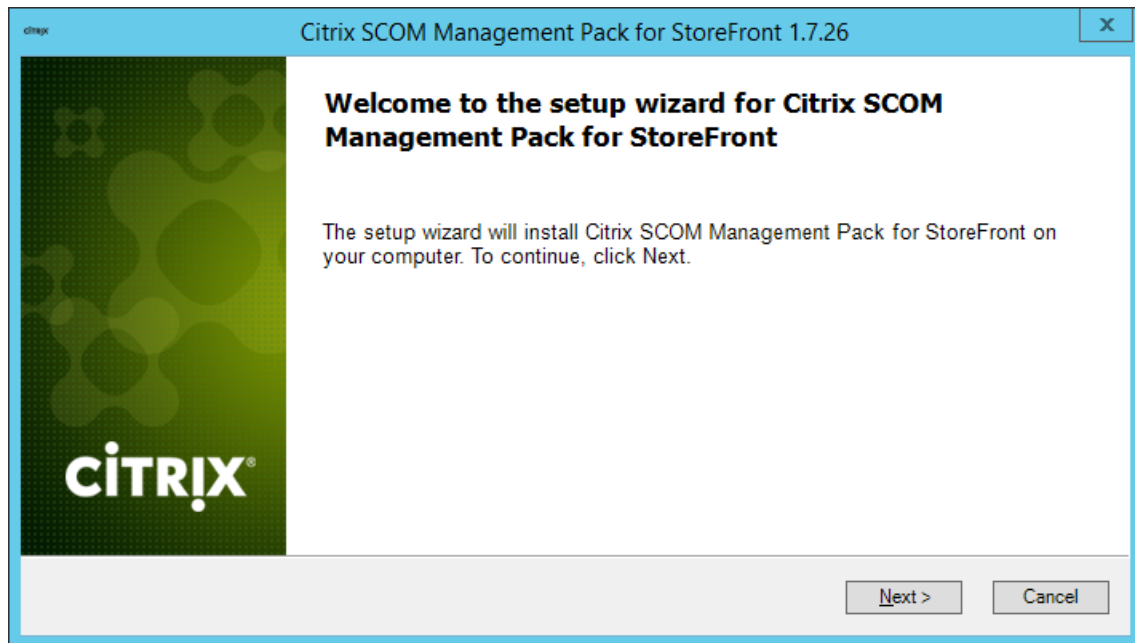 citrix
Citrix SCOM Management Pack for StoreFront 1.7.26
x
Welcome to the setup wizard for Citrix SCOM
Management Pack for StoreFront
The setup wizard will install Citrix SCOM Management Pack for StoreFront on
your computer. To continue, click Next.
CİTRIX®
Next >
Cancel